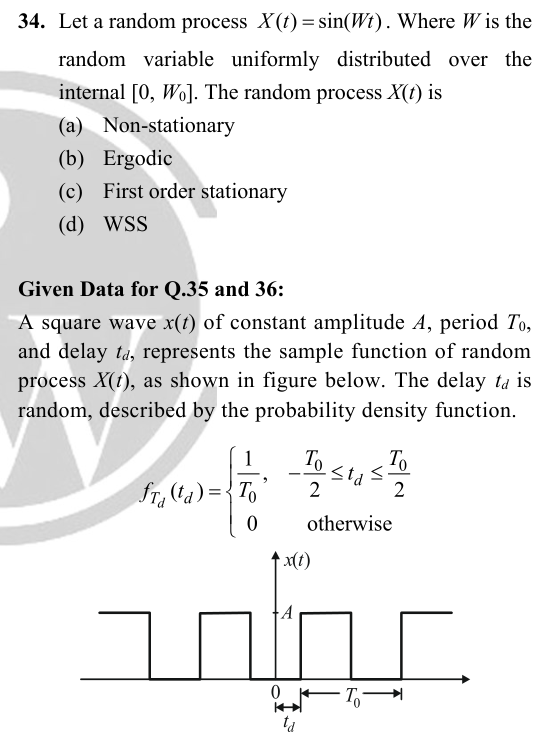 34. Let a random process X(t) = sin(Wt). Where W is the
random variable uniformly distributed over the
internal [0, W₀]. The random process X(t) is
(a) Non-stationary
(b) Ergodic
(c) First order stationary
(d) WSS
Given Data for Q.35 and 36:
A square wave x(t) of constant amplitude A, period T₀,
and delay t_d, represents the sample function of random
process X(t), as shown in figure below. The delay t_d is
random, described by the probability density function.
f_{T_d}(t_d) = { 1/T₀, −T₀/2 ≤ t_d ≤ T₀/2
0 otherwise
x(t)
A
0 T₀
t_d